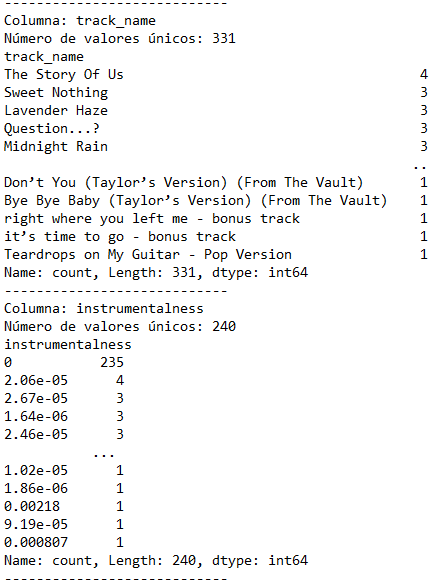 ----------------------------
Columna: track_name
Número de valores únicos: 331
track_name
The Story Of Us 4
Sweet Nothing 3
Lavender Haze 3
Question...? 3
Midnight Rain 3
..
Don’t You (Taylor’s Version) (From The Vault) 1
Bye Bye Baby (Taylor’s Version) (From The Vault) 1
right where you left me - bonus track 1
it’s time to go - bonus track 1
Teardrops on My Guitar - Pop Version 1
Name: count, Length: 331, dtype: int64
----------------------------
Columna: instrumentalness
Número de valores únicos: 240
instrumentalness
0 235
2.06e-05 4
2.67e-05 3
1.64e-06 3
2.46e-05 3
...
1.02e-05 1
1.86e-06 1
0.00218 1
9.19e-05 1
0.000807 1
Name: count, Length: 240, dtype: int64
----------------------------